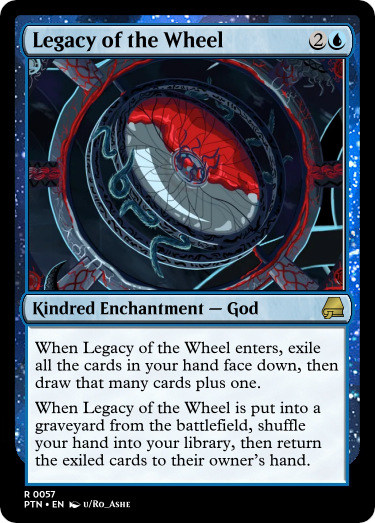 Legacy of the Wheel 2
Kindred Enchantment — God
When Legacy of the Wheel enters, exile
all the cards in your hand face down, then
draw that many cards plus one.
When Legacy of the Wheel is put into a
graveyard from the battlefield, shuffle
your hand into your library, then return
the exiled cards to their owner's hand.
R 0057
PTN • EN u/Ro_Ashe